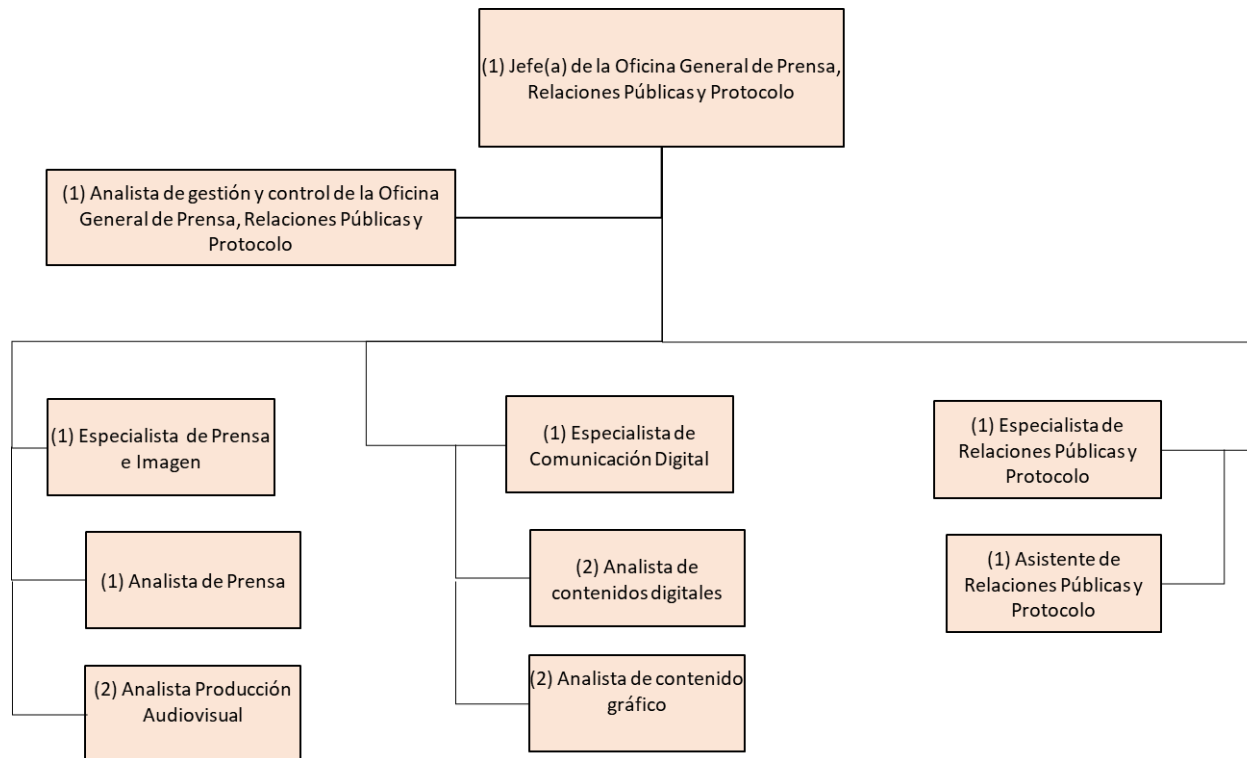 (1) Jefe(a) de la Oficina General de Prensa,
Relaciones Públicas y Protocolo
(1) Analista de gestión y control de la Oficina
General de Prensa, Relaciones Públicas y
Protocolo
(1) Especialista de Prensa
e Imagen
(1) Analista de Prensa
(2) Analista Producción
Audiovisual
(1) Especialista de
Comunicación Digital
(2) Analista de
contenidos digitales
(2) Analista de contenido
gráfico
(1) Especialista de
Relaciones Públicas y
Protocolo
(1) Asistente de
Relaciones Públicas y
Protocolo